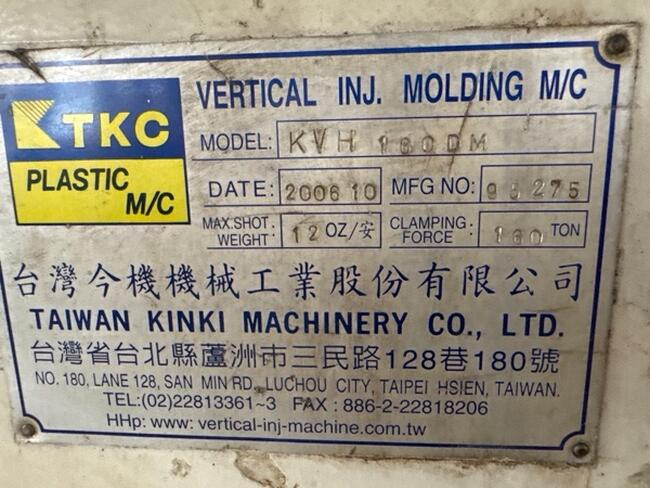 TKC
PLASTIC
M/C
VERTICAL INJ. MOLDING M/C
MODEL: KVH 160DM
DATE: 2006 10 MFG NO: 95275
MAX.SHOT. WEIGHT: 12 OZ/安 CLAMPING FORCE: 160 TON
台灣今機機械工業股份有限公司
TAIWAN KINKI MACHINERY CO., LTD.
台灣省台北縣蘆洲市三民路128巷180號
NO. 180, LANE 128, SAN MIN RD., LUCHOU CITY, TAIPEI HSIEN, TAIWAN.
TEL:(02)22813361~3 FAX : 886-2-22818206
HHp: www: vertical-inj-machine.com.tw